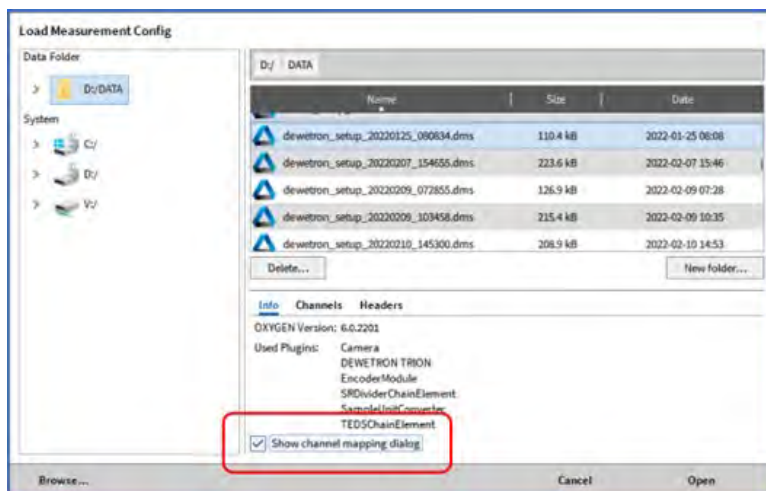 Load Measurement Config
Data Folder
D:/DATA
System
C:/
D:/
V:/
D:/ DATA
Name Size Date
dewetron_setup_20220125_080834.dms 110.4 kB 2022-01-25 08:08
dewetron_setup_20220207_154655.dms 223.6 kB 2022-02-07 15:46
dewetron_setup_20220209_072855.dms 126.9 kB 2022-02-09 07:28
dewetron_setup_20220209_103458.dms 215.4 kB 2022-02-09 10:35
dewetron_setup_20220210_145300.dms 208.9 kB 2022-02-10 14:53
Delete... New folder...
Info Channels Headers
OXYGEN Version: 6.0.2201
Used Plugins: Camera
DEWETRON TRION
EncoderModule
SRDividerChainElement
SampleUnitConverter
TEDSChainElement
Show channel mapping dialog
Browse... Cancel Open